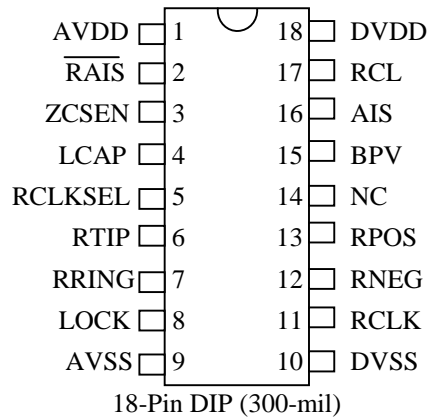 AVDD 1 18 DVDD
RAIS 2 17 RCL
ZCSEN 3 16 AIS
LCAP 4 15 BPV
RCLKSEL 5 14 NC
RTIP 6 13 RPOS
RRING 7 12 RNEG
LOCK 8 11 RCLK
AVSS 9 10 DVSS
18-Pin DIP (300-mil)